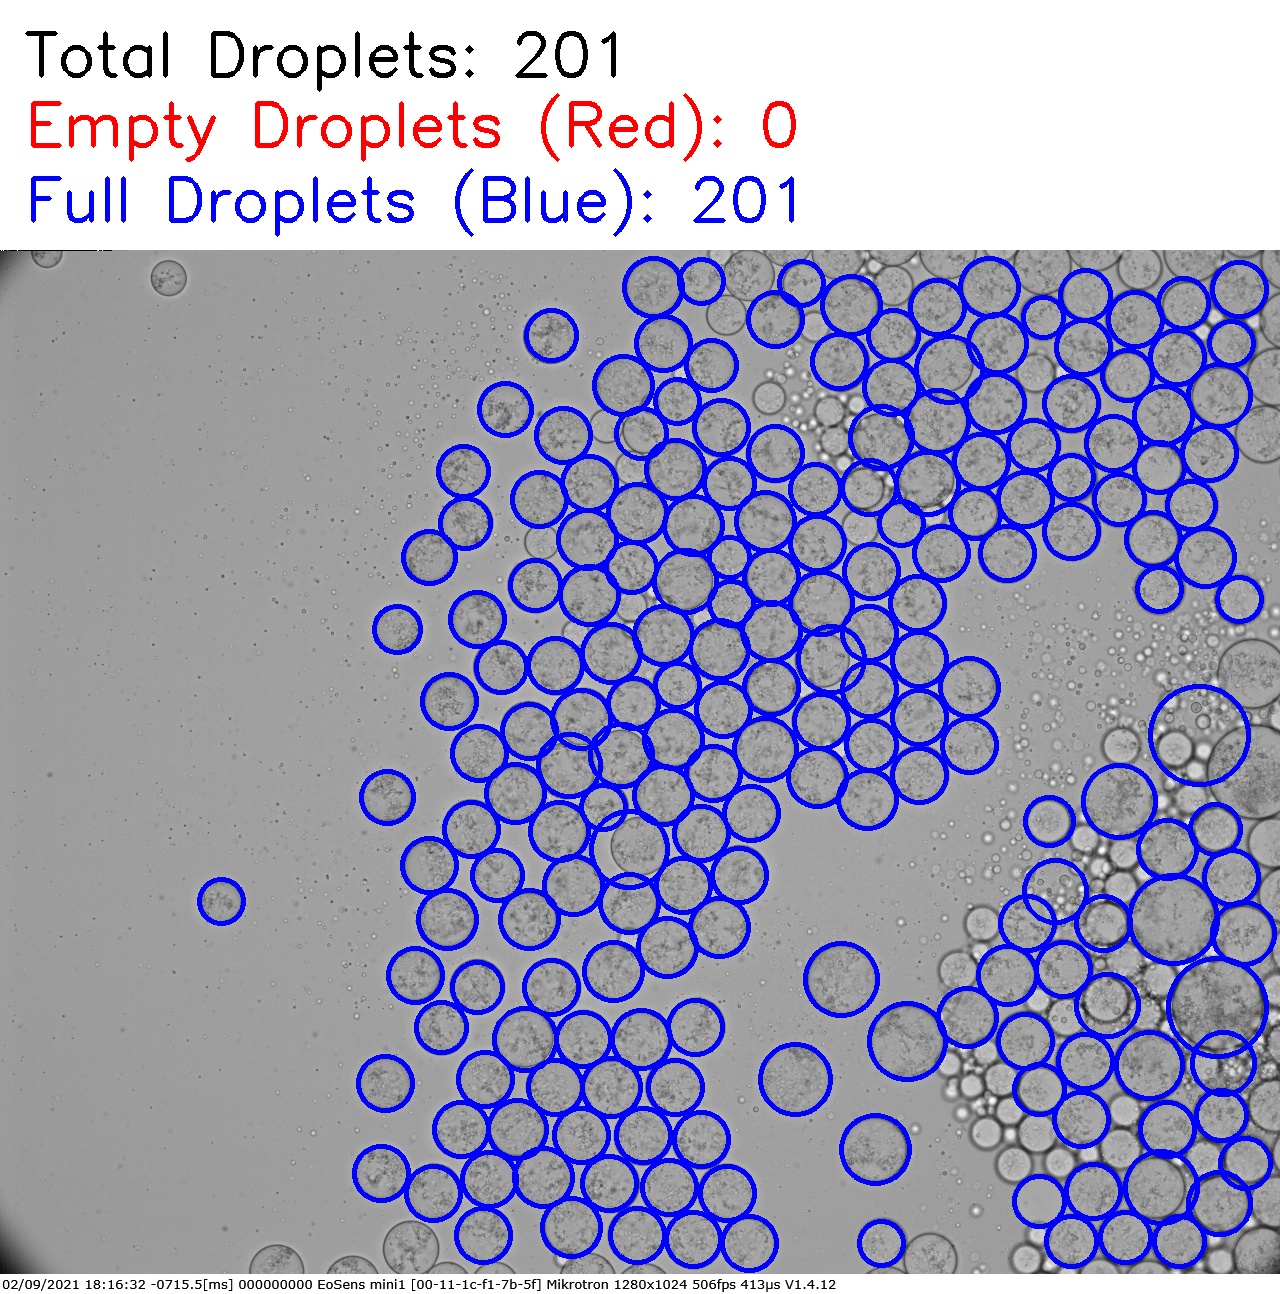 Total Droplets: 201
Empty Droplets (Red): 0
Full Droplets (Blue): 201
02/09/2021 18:16:32 -0715.5[ms] 000000000 EoSens mini1 [00-11-1c-f1-7b-5f] Mikrotron 1280x1024 506fps 413µs V1.4.12